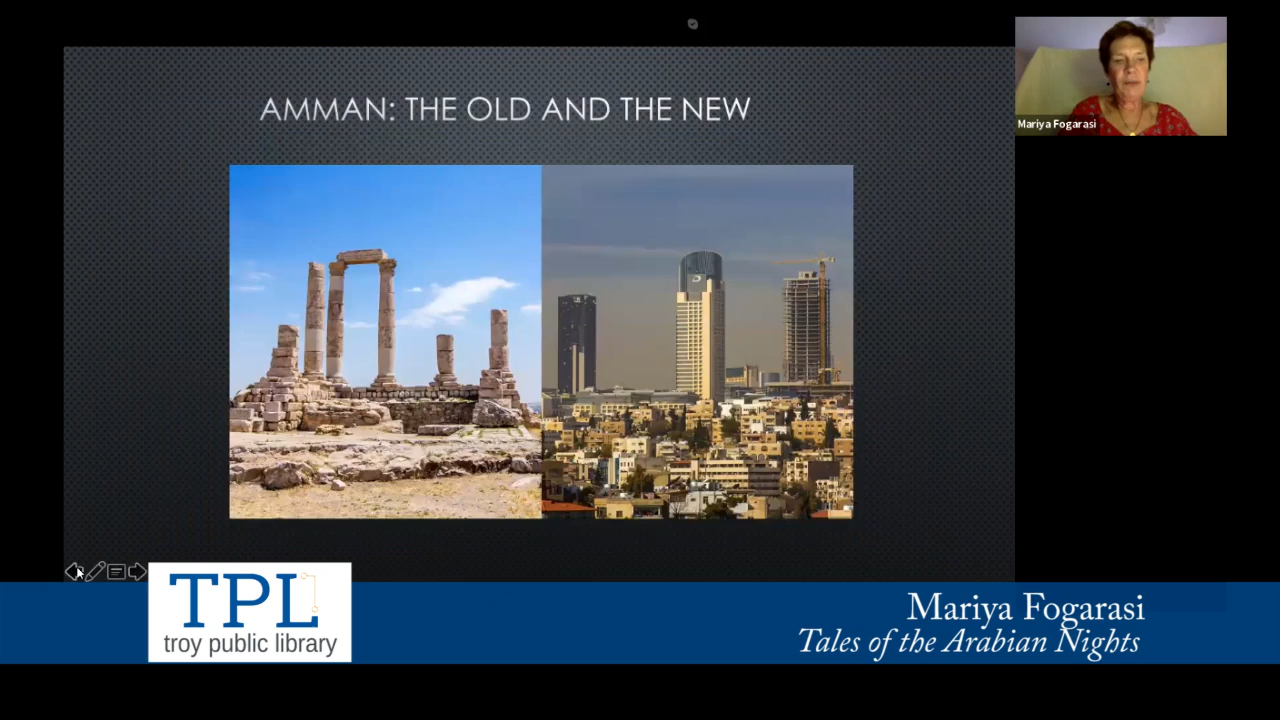 AMMAN: THE OLD AND THE NEW
Mariya Fogarasi
TPL
troy public library
Mariya Fogarasi
Tales of the Arabian Nights